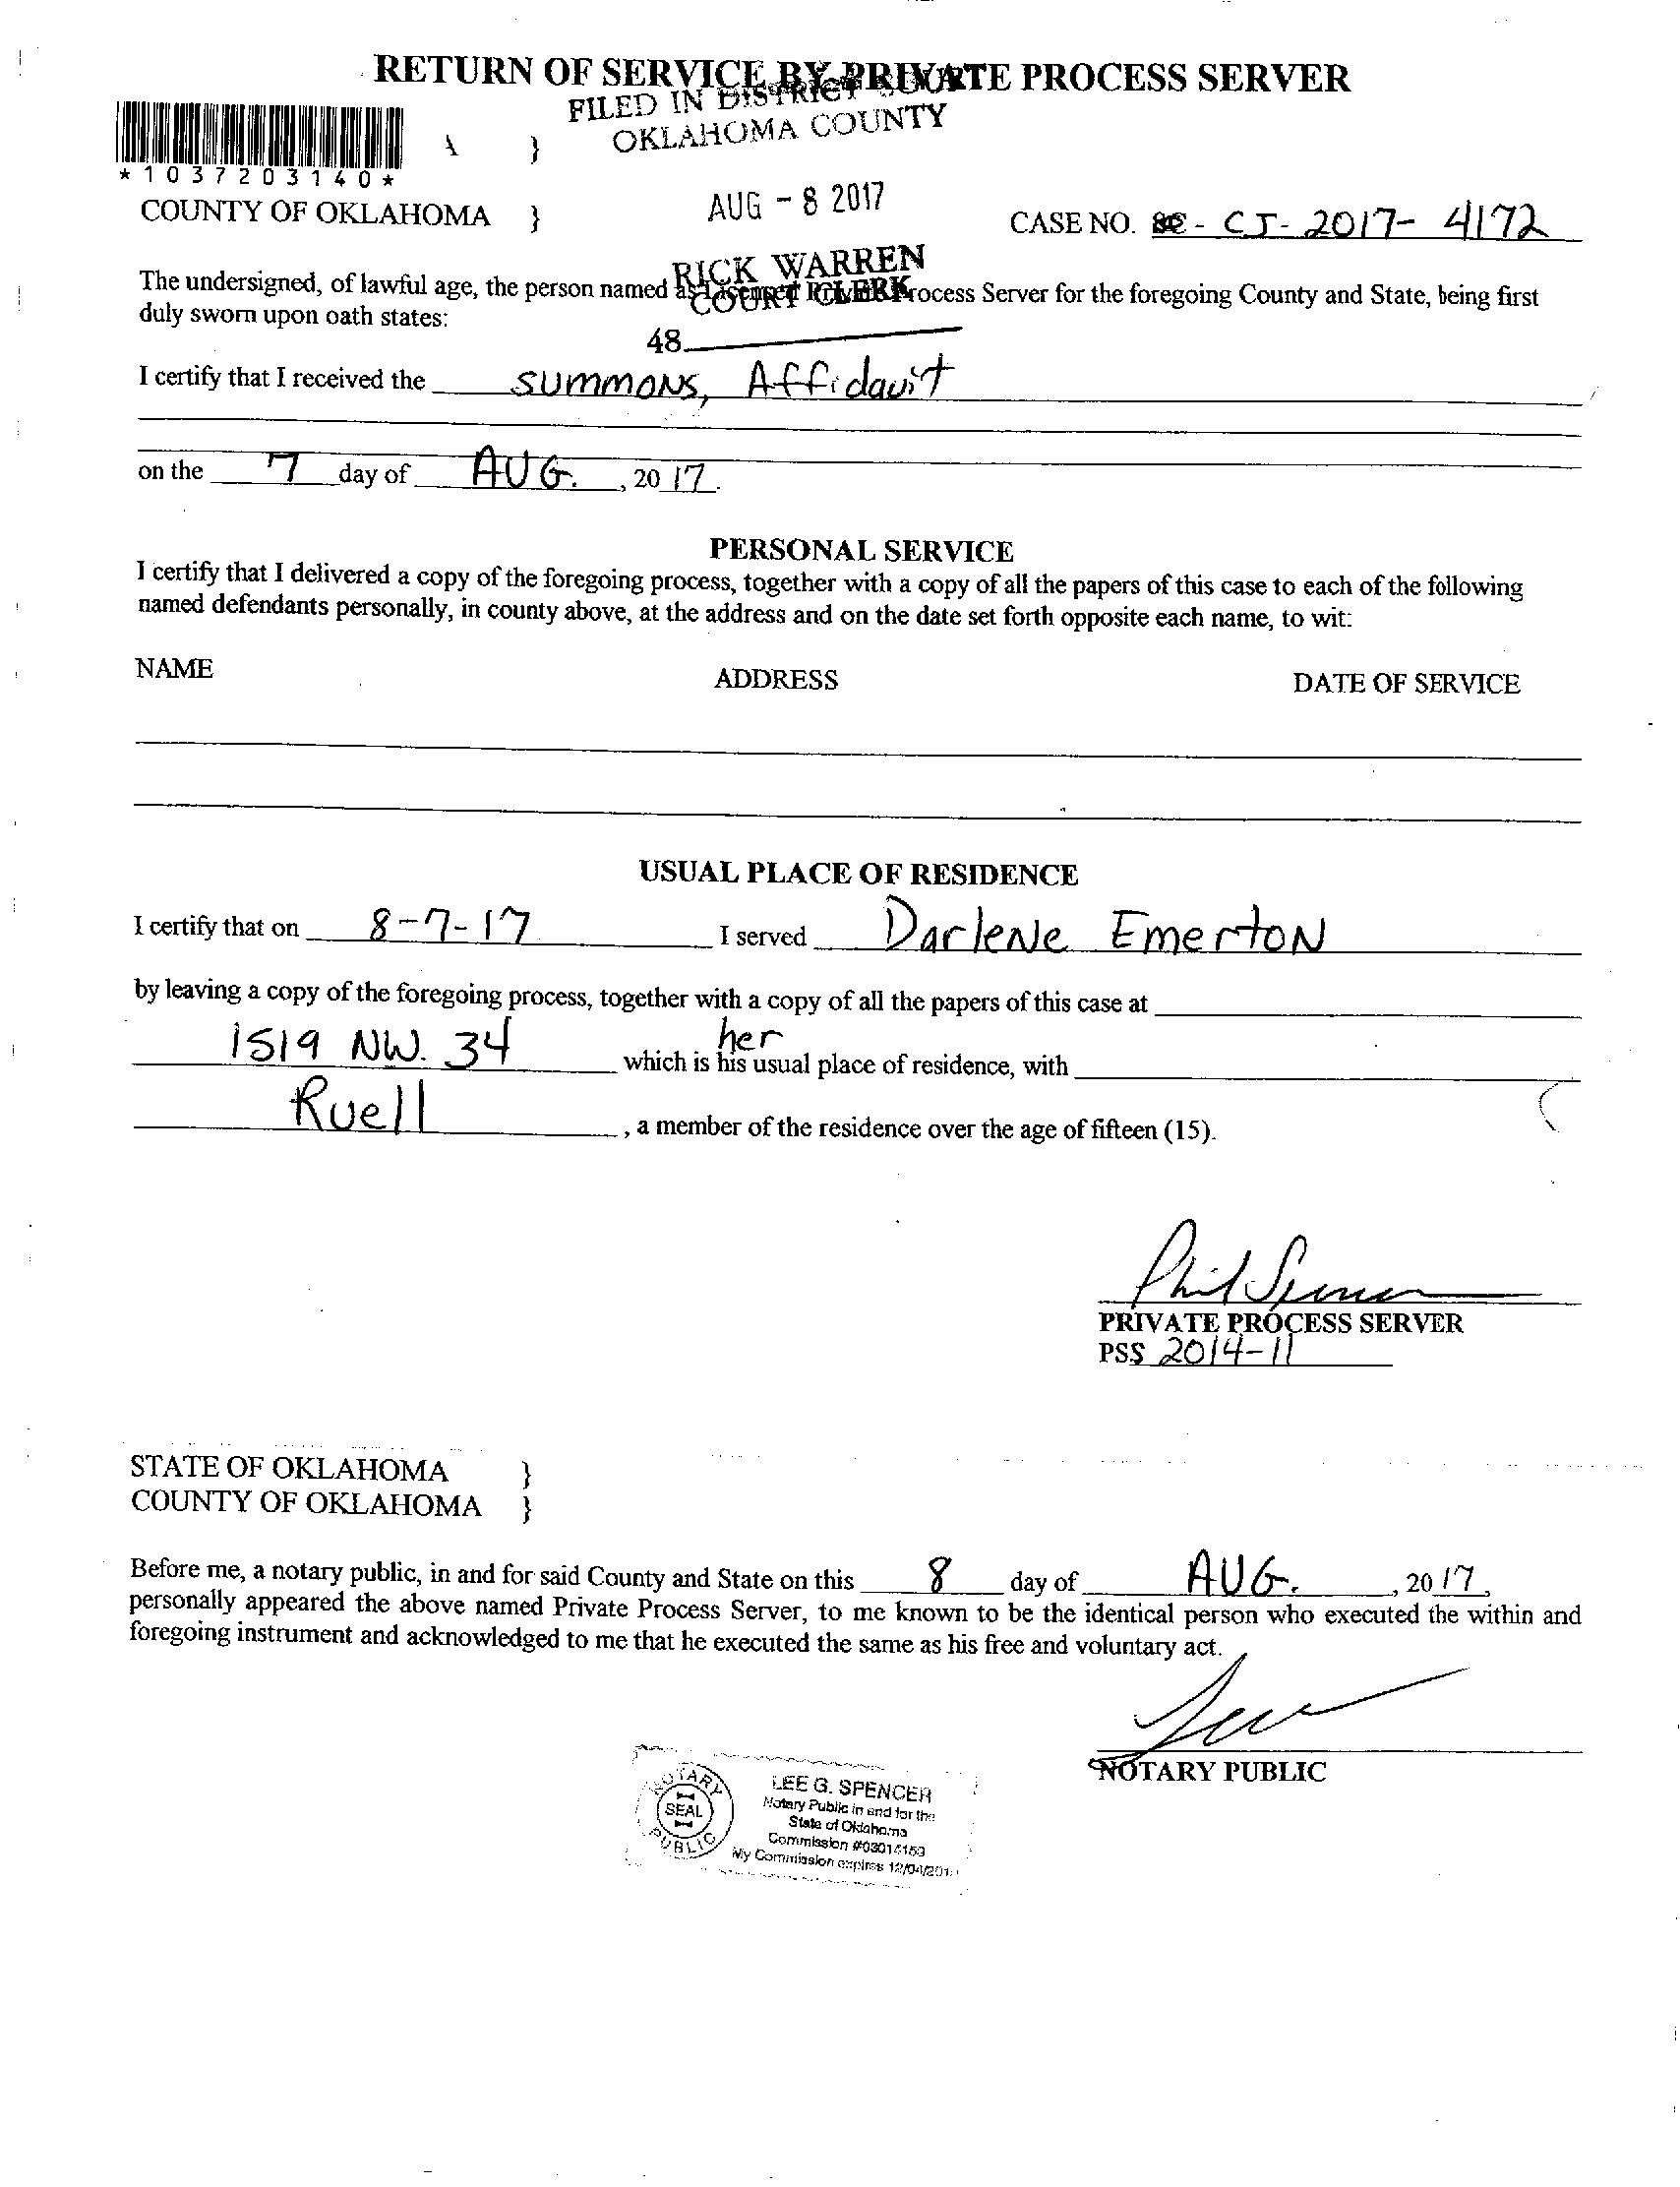 RETURN OF SERVICE BY PRIVATE PROCESS SERVER
FILED IN DISTRICT COURT
OKLAHOMA COUNTY
*1037203140*
}
COUNTY OF OKLAHOMA }
AUG - 8 2017
CASE NO. - CJ- 2017- 4172
RICK WARREN
COURT CLERK
The undersigned, of lawful age, the person named as Licensed Private Process Server for the foregoing County and State, being first
duly sworn upon oath states:
48
I certify that I received the summons, Affidavit
on the 7 day of AUG. , 20 17.
PERSONAL SERVICE
I certify that I delivered a copy of the foregoing process, together with a copy of all the papers of this case to each of the following
named defendants personally, in county above, at the address and on the date set forth opposite each name, to wit:
NAME ADDRESS DATE OF SERVICE
USUAL PLACE OF RESIDENCE
I certify that on 8-7-17 I served Darlene Emerton
by leaving a copy of the foregoing process, together with a copy of all the papers of this case at
her
1519 NW. 34 which is his usual place of residence, with
Ruell , a member of the residence over the age of fifteen (15).
Phil Spencer
PRIVATE PROCESS SERVER
PSS 2014-11
STATE OF OKLAHOMA }
COUNTY OF OKLAHOMA }
Before me, a notary public, in and for said County and State on this 8 day of AUG. , 20 17,
personally appeared the above named Private Process Server, to me known to be the identical person who executed the within and
foregoing instrument and acknowledged to me that he executed the same as his free and voluntary act.
NOTARY PUBLIC
NOTARY
SEAL
PUBLIC
LEE G. SPENCER
Notary Public in and for the
State of Oklahoma
Commission #03014153
My Commission expires